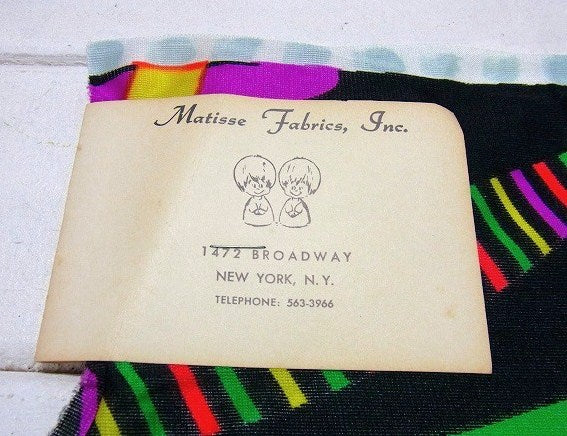 Matisse Fabrics, Inc.
1472 BROADWAY
NEW YORK, N.Y.
TELEPHONE: 563-3966